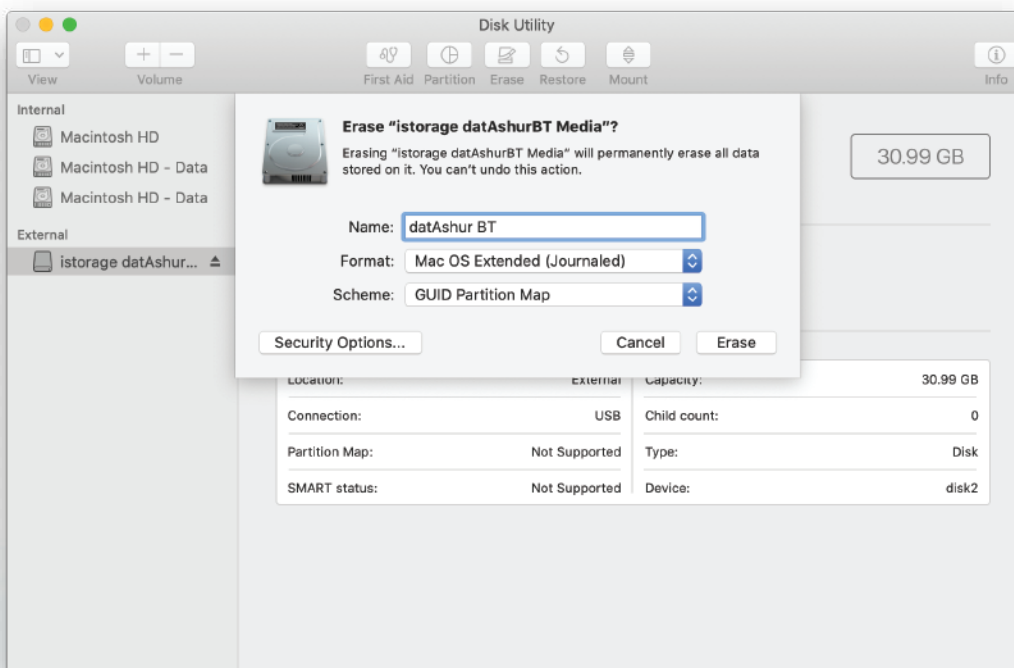 Disk Utility
View
Volume
First Aid Partition Erase Restore Mount
Info
Internal
Macintosh HD
Macintosh HD - Data
Macintosh HD - Data
External
istorage datAshur...
30.99 GB
Erase “istorage datAshurBT Media”?
Erasing “istorage datAshurBT Media” will permanently erase all data
stored on it. You can’t undo this action.
Name: datAshur BT
Format: Mac OS Extended (Journaled)
Scheme: GUID Partition Map
Security Options... Cancel Erase
Location: External Capacity: 30.99 GB
Connection: USB Child count: 0
Partition Map: Not Supported Type: Disk
SMART status: Not Supported Device: disk2